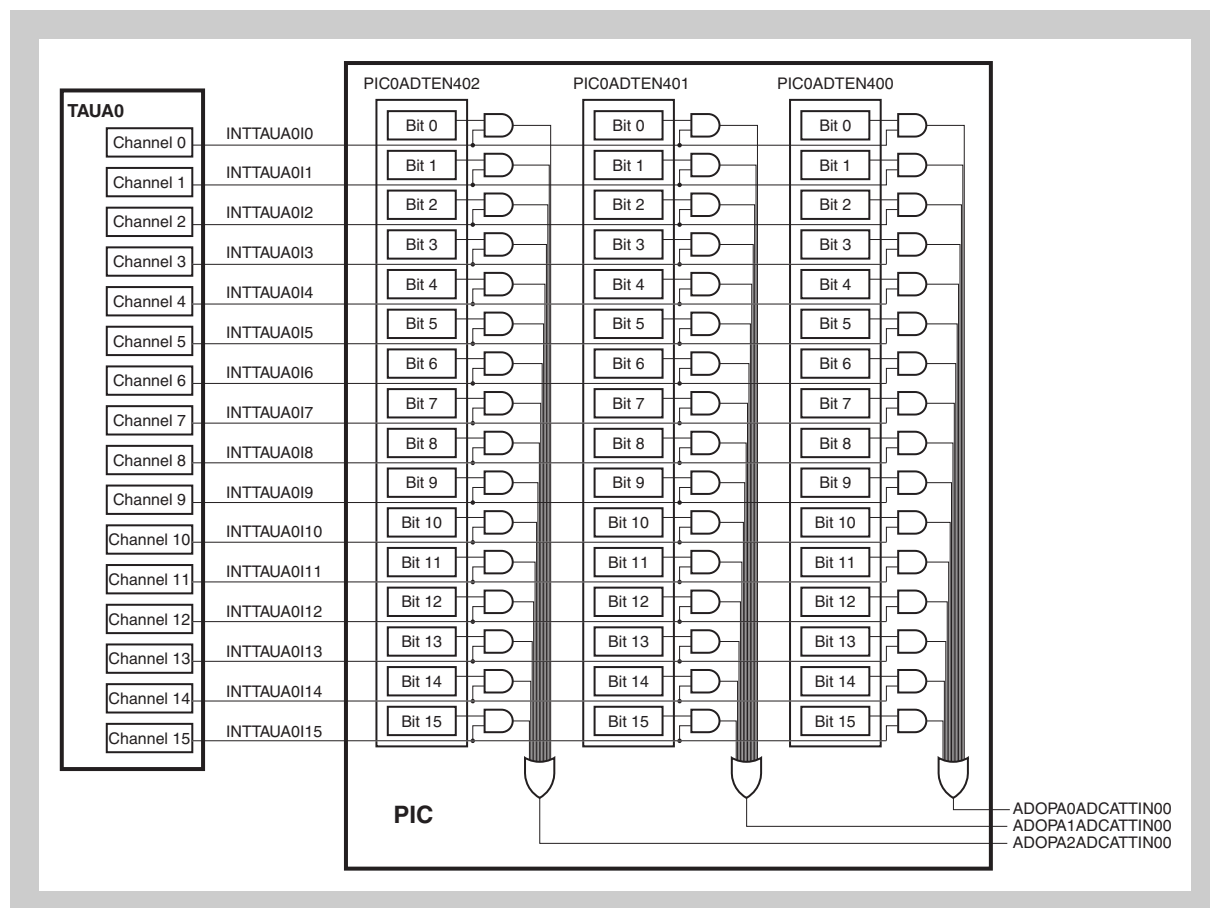 PIC0ADTEN402 PIC0ADTEN401 PIC0ADTEN400
TAUA0
Channel 0 INTTAUA0I0 Bit 0 Bit 0 Bit 0
Channel 1 INTTAUA0I1 Bit 1 Bit 1 Bit 1
Channel 2 INTTAUA0I2 Bit 2 Bit 2 Bit 2
Channel 3 INTTAUA0I3 Bit 3 Bit 3 Bit 3
Channel 4 INTTAUA0I4 Bit 4 Bit 4 Bit 4
Channel 5 INTTAUA0I5 Bit 5 Bit 5 Bit 5
Channel 6 INTTAUA0I6 Bit 6 Bit 6 Bit 6
Channel 7 INTTAUA0I7 Bit 7 Bit 7 Bit 7
Channel 8 INTTAUA0I8 Bit 8 Bit 8 Bit 8
Channel 9 INTTAUA0I9 Bit 9 Bit 9 Bit 9
Channel 10 INTTAUA0I10 Bit 10 Bit 10 Bit 10
Channel 11 INTTAUA0I11 Bit 11 Bit 11 Bit 11
Channel 12 INTTAUA0I12 Bit 12 Bit 12 Bit 12
Channel 13 INTTAUA0I13 Bit 13 Bit 13 Bit 13
Channel 14 INTTAUA0I14 Bit 14 Bit 14 Bit 14
Channel 15 INTTAUA0I15 Bit 15 Bit 15 Bit 15
PIC
ADOPA0ADCATTIN00
ADOPA1ADCATTIN00
ADOPA2ADCATTIN00